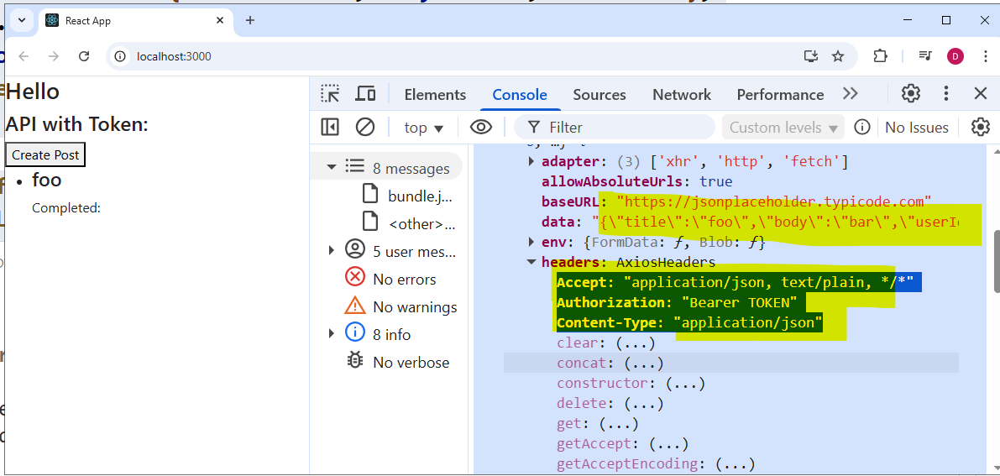 React App
localhost:3000
D
Hello
API with Token:
Create Post
foo
Completed:
Elements Console Sources Network Performance
top Filter Custom levels No Issues
8 messages
bundle.j...
<other>...
5 user mes...
No errors
No warnings
8 info
No verbose
adapter: (3) ['xhr', 'http', 'fetch']
allowAbsoluteUrls: true
baseURL: "https://jsonplaceholder.typicode.com"
data: "{\"title\":\"foo\",\"body\":\"bar\",\"userI
env: {FormData: ƒ, Blob: ƒ}
headers: AxiosHeaders
Accept: "application/json, text/plain, */*"
Authorization: "Bearer TOKEN"
Content-Type: "application/json"
clear: (...)
concat: (...)
constructor: (...)
delete: (...)
get: (...)
getAccept: (...)
getAcceptEncoding: (...)